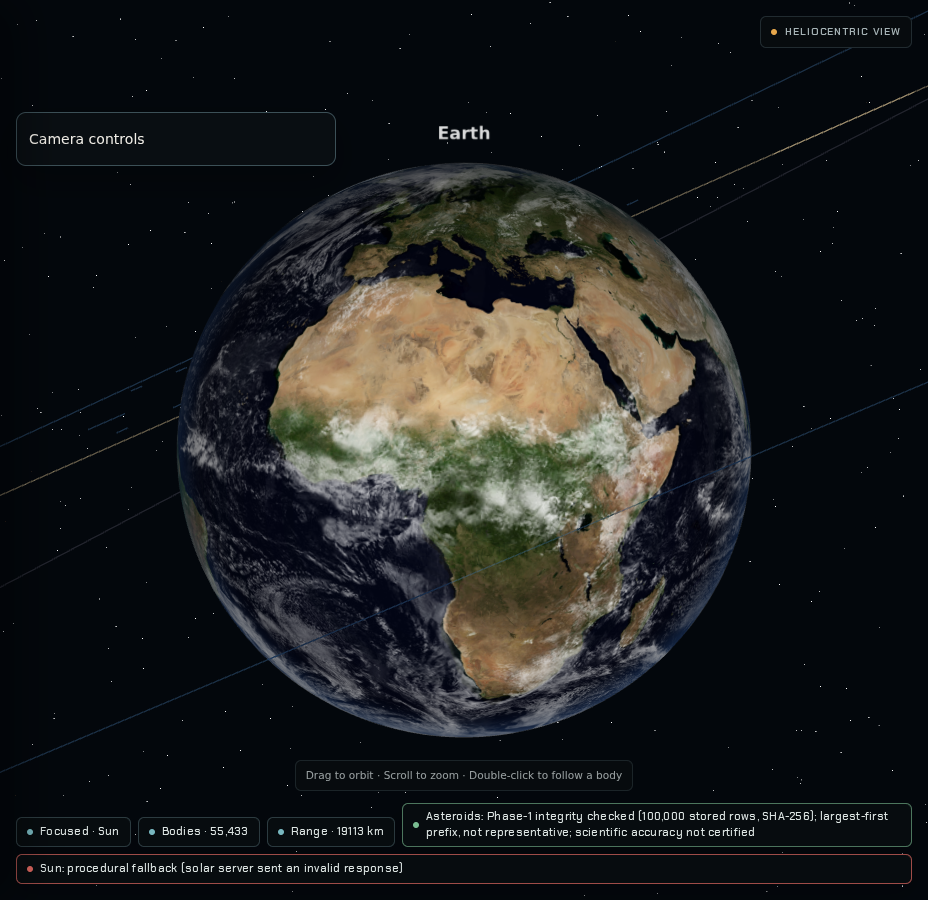 HELIOCENTRIC VIEW
Camera controls
Earth
Drag to orbit · Scroll to zoom · Double-click to follow a body
Focused · Sun
Bodies · 55,433
Range · 19113 km
Asteroids: Phase-1 integrity checked (100,000 stored rows, SHA-256); largest-first
prefix, not representative; scientific accuracy not certified
Sun: procedural fallback (solar server sent an invalid response)